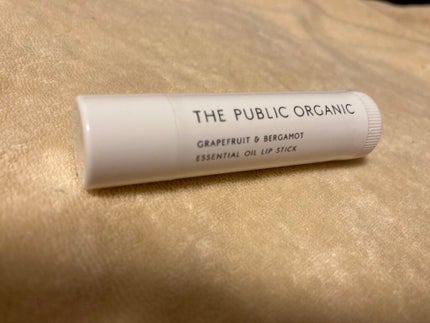 THE PUBLIC ORGANIC
GRAPEFRUIT & BERGAMOT
ESSENTIAL OIL LIP STICK